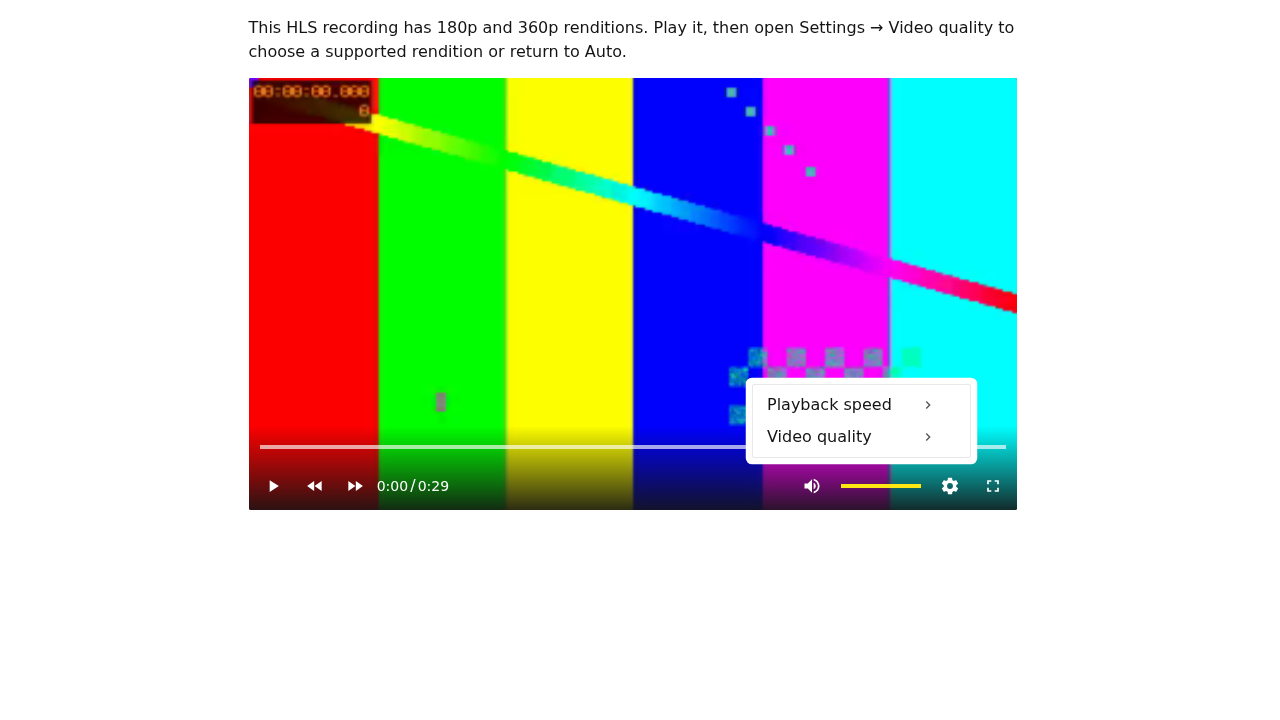 This HLS recording has 180p and 360p renditions. Play it, then open Settings → Video quality to
choose a supported rendition or return to Auto.
00:00:00.000
0
Playback speed
Video quality
0:00/0:29